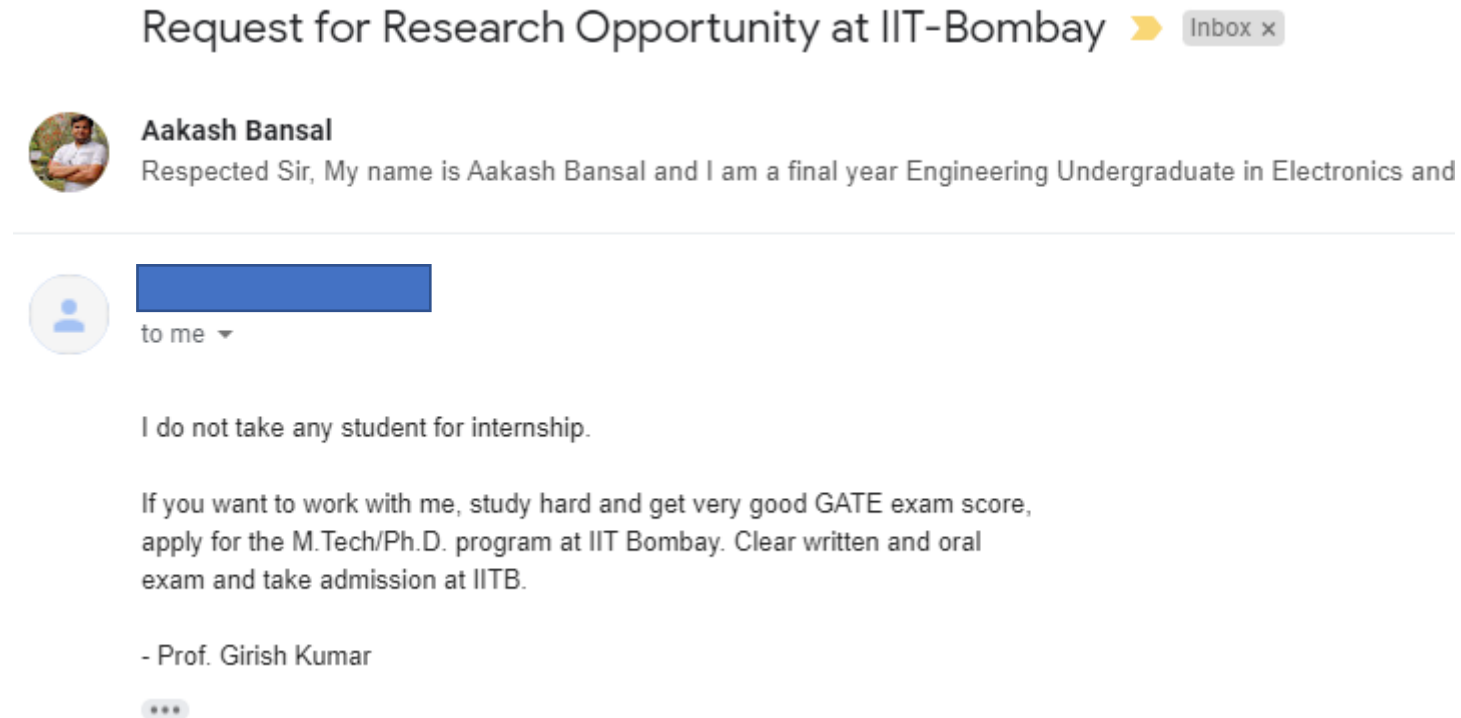 Request for Research Opportunity at IIT-Bombay Inbox ×
Aakash Bansal
Respected Sir, My name is Aakash Bansal and I am a final year Engineering Undergraduate in Electronics and
to me
I do not take any student for internship.
If you want to work with me, study hard and get very good GATE exam score,
apply for the M.Tech/Ph.D. program at IIT Bombay. Clear written and oral
exam and take admission at IITB.
- Prof. Girish Kumar